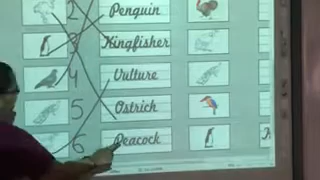 2 Penguin
3 Kingfisher
4 Vulture
5 Ostrich
6 Peacock